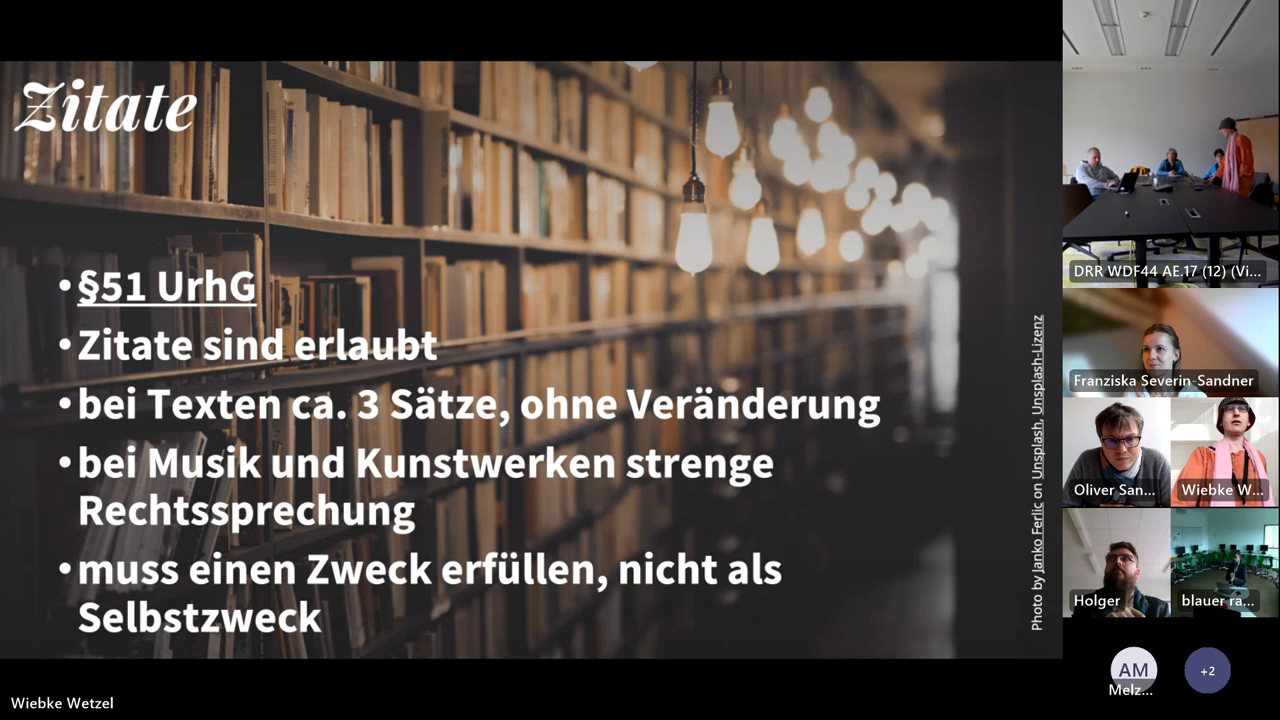 Zitate
•§51 UrhG
•Zitate sind erlaubt
•bei Texten ca. 3 Sätze, ohne Veränderung
•bei Musik und Kunstwerken strenge
Rechtssprechung
•muss einen Zweck erfüllen, nicht als
Selbstzweck
Photo by Janko Ferlic on Unsplash, Unsplash-Lizenz
DRR WDF44 AE.17 (12) (Vi...
Franziska Severin-Sandner
Oliver San...
Wiebke W...
Holger
blauer ra...
AM
Melz...
+2
Wiebke Wetzel